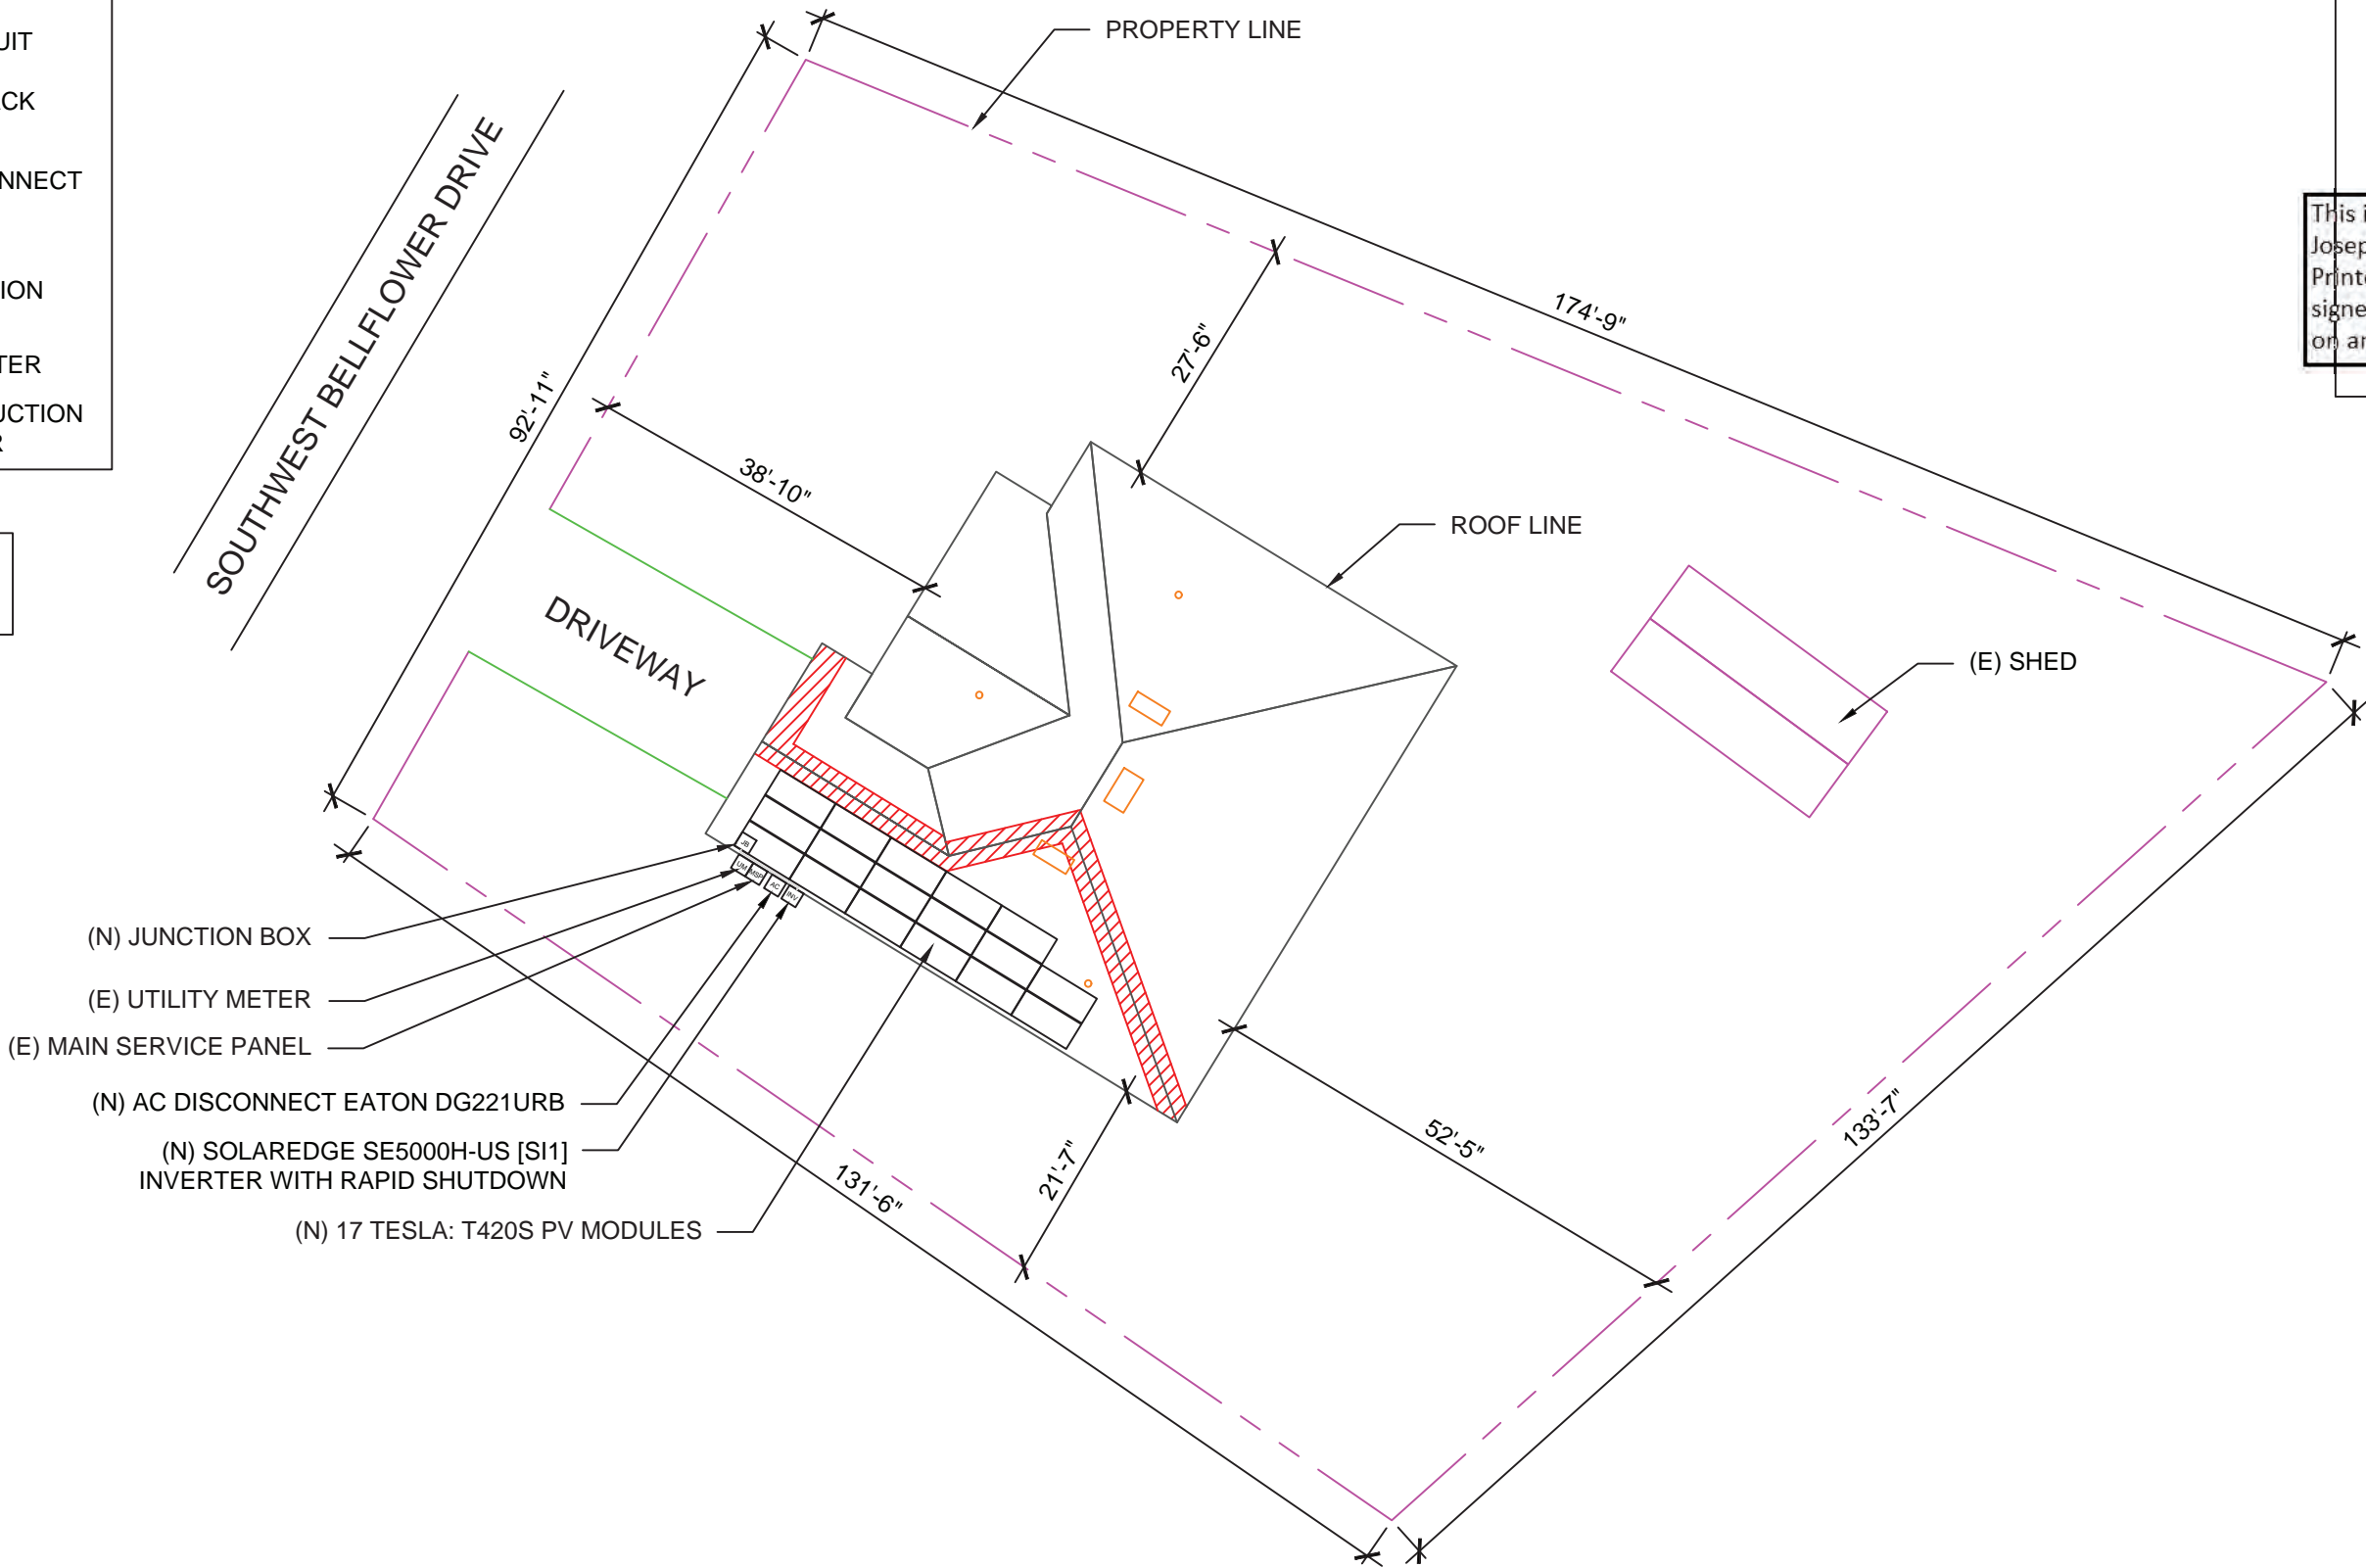 UIT
ACK
NNECT
ION
TER
UCTION
R
PROPERTY LINE
This i
Josep
Printe
signe
on an
SOUTHWEST BELLFLOWER DRIVE
174'-9"
27'-6"
92'-11"
38'-10"
ROOF LINE
DRIVEWAY
(E) SHED
JB
UM
MSP
AC
INV
(N) JUNCTION BOX
(E) UTILITY METER
(E) MAIN SERVICE PANEL
(N) AC DISCONNECT EATON DG221URB
(N) SOLAREDGE SE5000H-US [SI1]
INVERTER WITH RAPID SHUTDOWN
(N) 17 TESLA: T420S PV MODULES
131'-6"
21'-7"
52'-5"
133'-7"